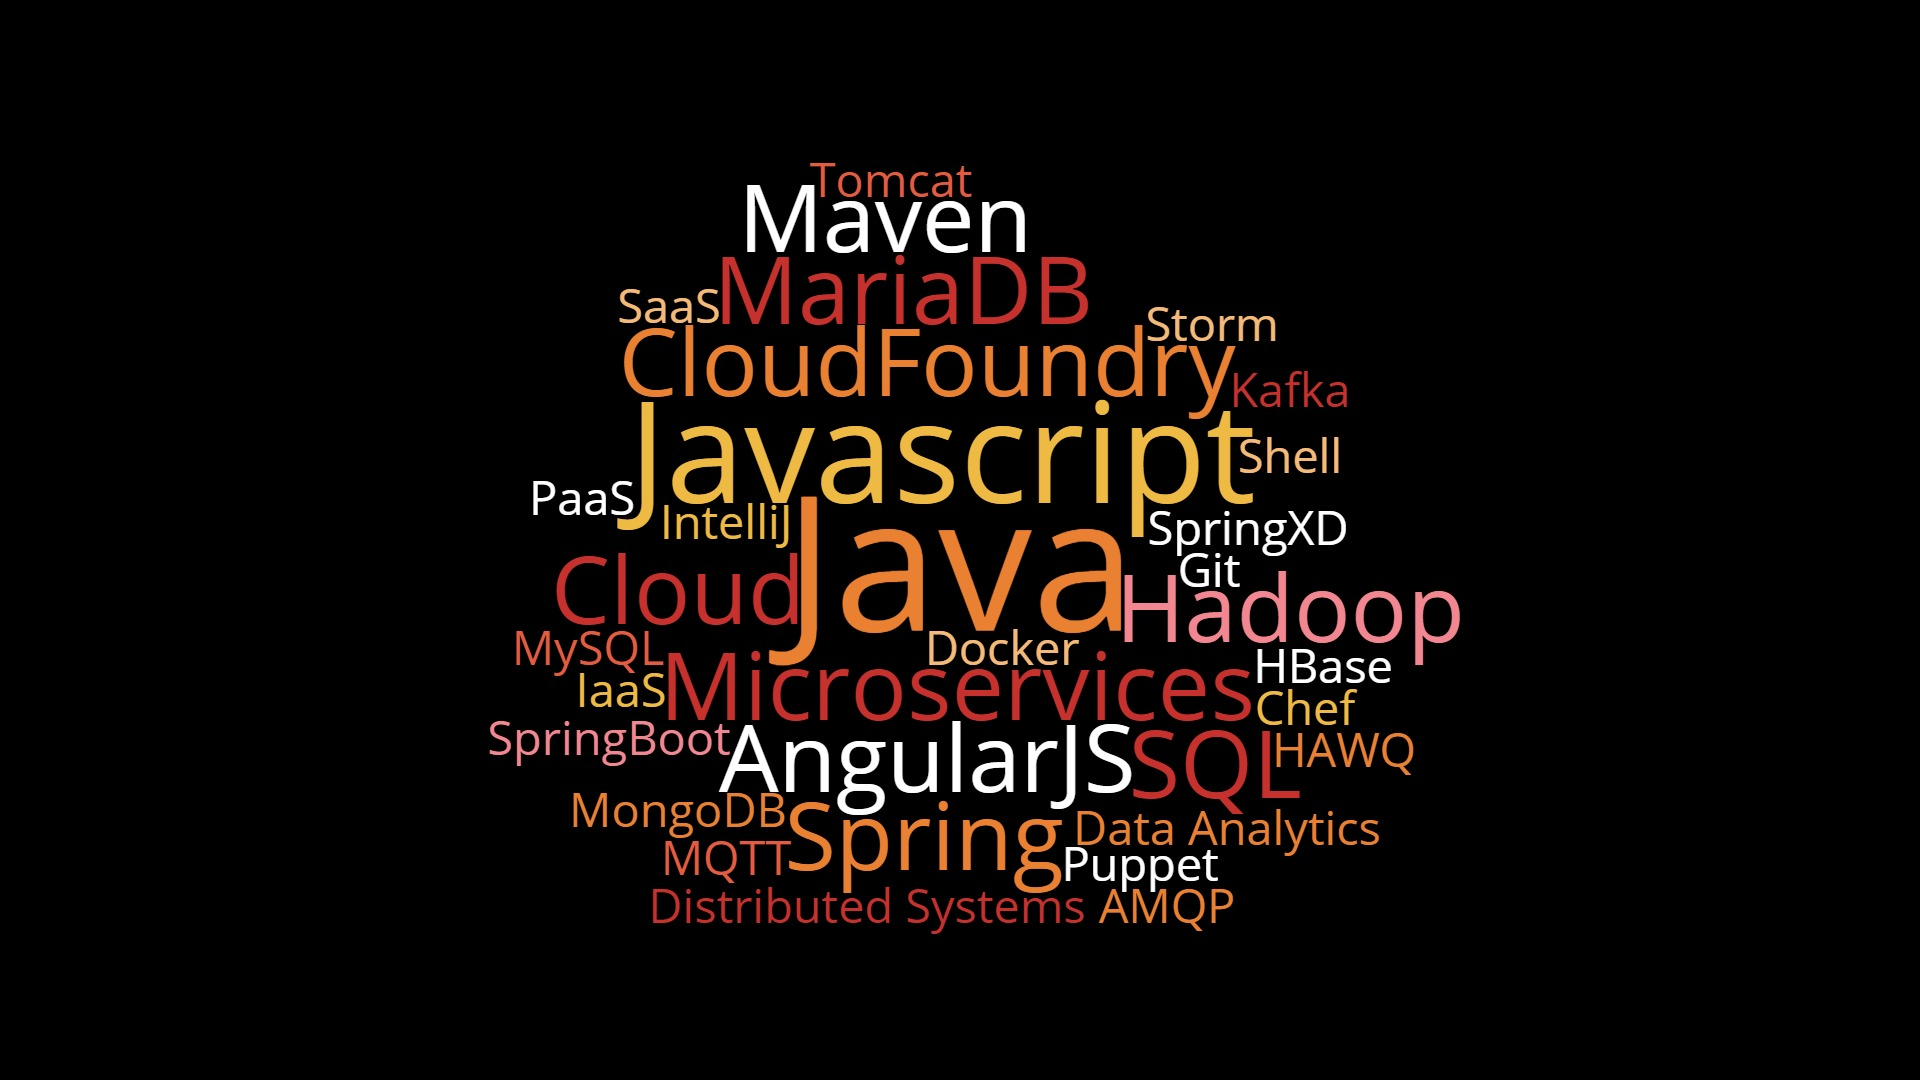 Tomcat
Maven
MariaDB
SaaS
Storm
CloudFoundry
Kafka
Javascript
Shell
PaaS
IntelliJ
SpringXD
Java
Git
Cloud
Hadoop
MySQL
Docker
HBase
IaaS
Microservices
Chef
SpringBoot
AngularJS
SQL
HAWQ
MongoDB
Spring
Data Analytics
MQTT
Puppet
Distributed Systems
AMQP